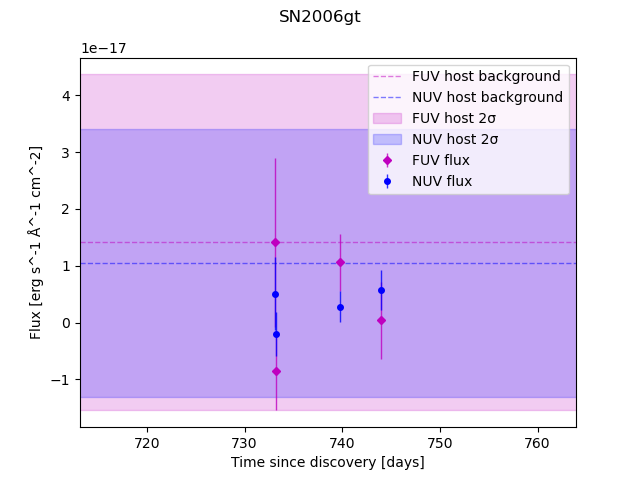 SN2006gt
1e−17
FUV host background
NUV host background
FUV host 2σ
NUV host 2σ
FUV flux
NUV flux
4
3
2
1
0
−1
Flux [erg s^-1 Å^-1 cm^-2]
720
730
740
750
760
Time since discovery [days]